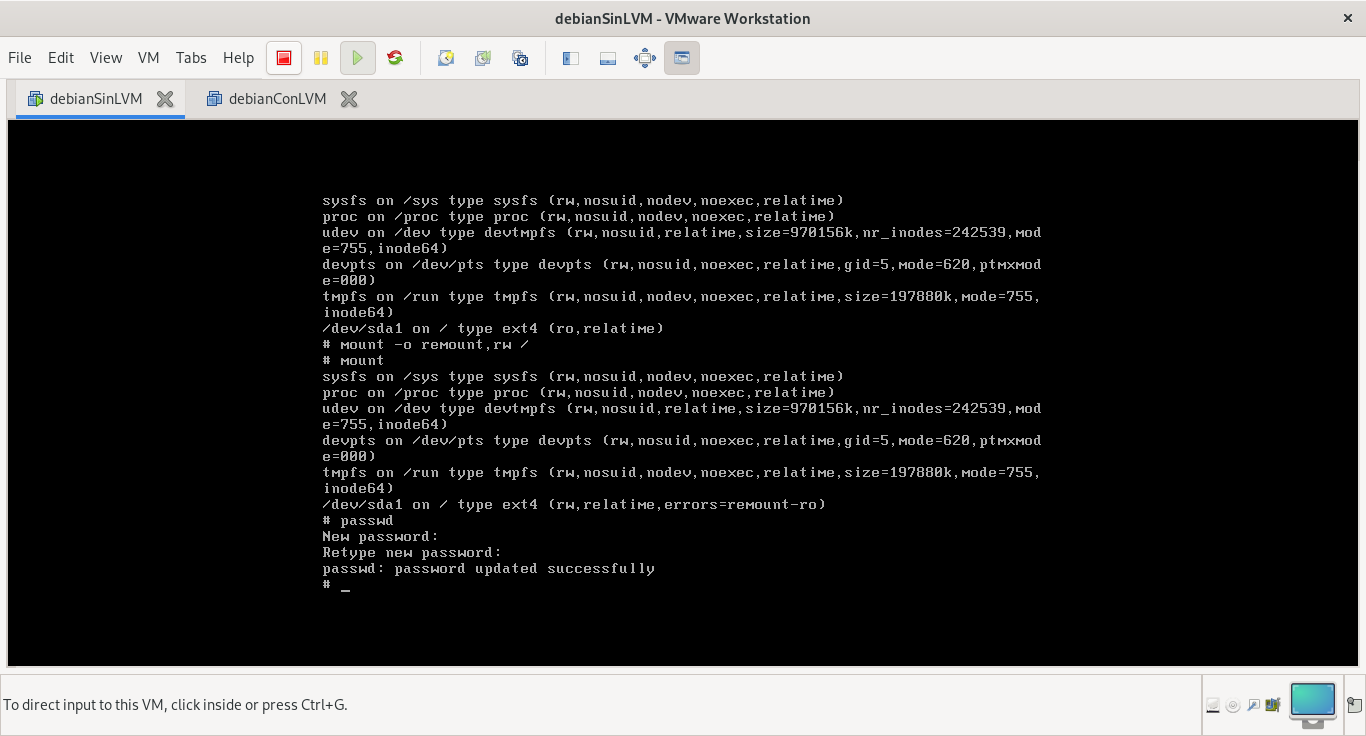 debianSinLVM - VMware Workstation
File Edit View VM Tabs Help
debianSinLVM debianConLVM
sysfs on /sys type sysfs (rw,nosuid,nodev,noexec,relatime)
proc on /proc type proc (rw,nosuid,nodev,noexec,relatime)
udev on /dev type devtmpfs (rw,nosuid,relatime,size=970156k,nr_inodes=242539,mod
e=755,inode64)
devpts on /dev/pts type devpts (rw,nosuid,noexec,relatime,gid=5,mode=620,ptmxmod
e=000)
tmpfs on /run type tmpfs (rw,nosuid,nodev,noexec,relatime,size=197880k,mode=755,
inode64)
/dev/sda1 on / type ext4 (ro,relatime)
# mount -o remount,rw /
# mount
sysfs on /sys type sysfs (rw,nosuid,nodev,noexec,relatime)
proc on /proc type proc (rw,nosuid,nodev,noexec,relatime)
udev on /dev type devtmpfs (rw,nosuid,relatime,size=970156k,nr_inodes=242539,mod
e=755,inode64)
devpts on /dev/pts type devpts (rw,nosuid,noexec,relatime,gid=5,mode=620,ptmxmod
e=000)
tmpfs on /run type tmpfs (rw,nosuid,nodev,noexec,relatime,size=197880k,mode=755,
inode64)
/dev/sda1 on / type ext4 (rw,relatime,errors=remount-ro)
# passwd
New password:
Retype new password:
passwd: password updated successfully
# _
To direct input to this VM, click inside or press Ctrl+G.